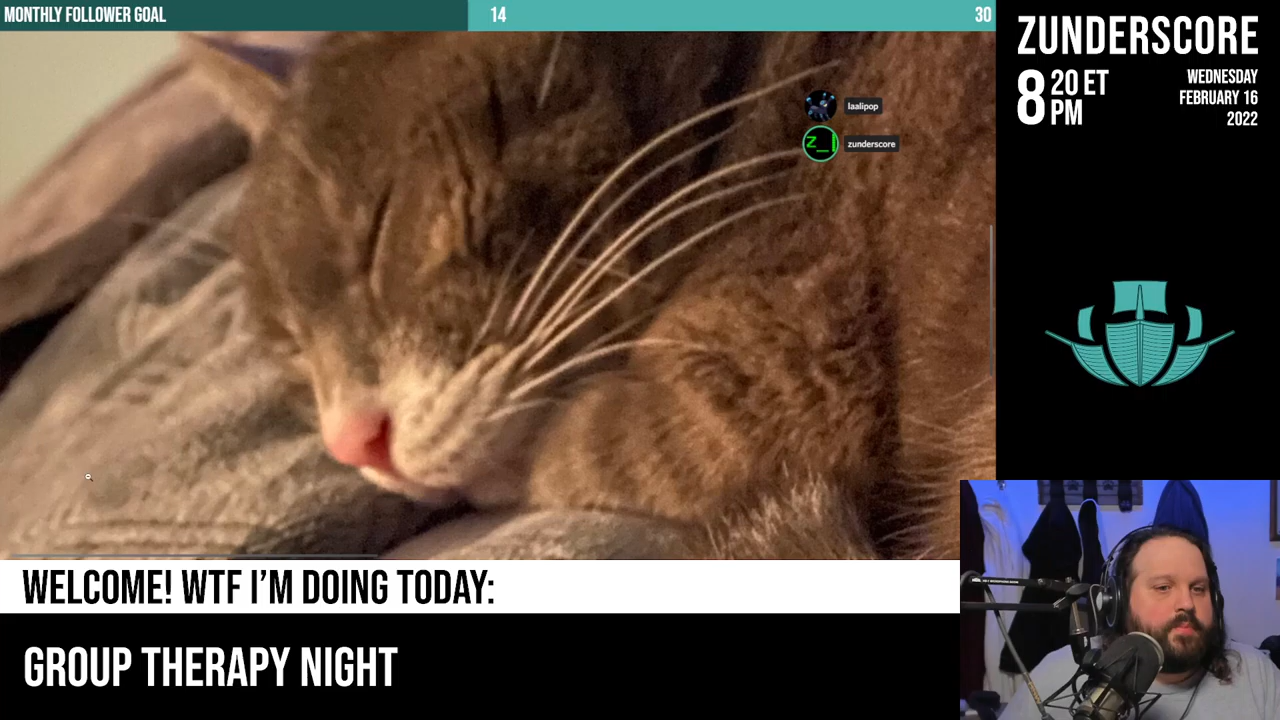 MONTHLY FOLLOWER GOAL
14
30
ZUNDERSCORE
8 20 ET
PM
WEDNESDAY
FEBRUARY 16
2022
laalipop
Z_
zunderscore
WELCOME! WTF I'M DOING TODAY:
GROUP THERAPY NIGHT